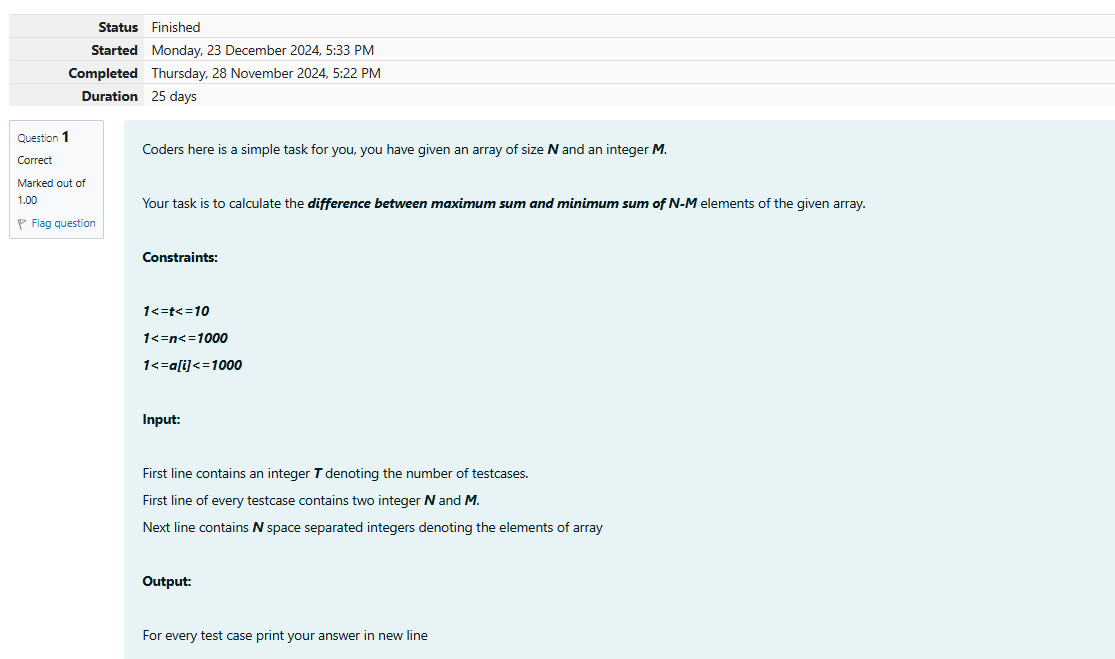 Status Finished
Started Monday, 23 December 2024, 5:33 PM
Completed Thursday, 28 November 2024, 5:22 PM
Duration 25 days
Question 1
Correct
Marked out of
1.00
Flag question
Coders here is a simple task for you, you have given an array of size N and an integer M.
Your task is to calculate the difference between maximum sum and minimum sum of N-M elements of the given array.
Constraints:
1<=t<=10
1<=n<=1000
1<=a[i]<=1000
Input:
First line contains an integer T denoting the number of testcases.
First line of every testcase contains two integer N and M.
Next line contains N space separated integers denoting the elements of array
Output:
For every test case print your answer in new line